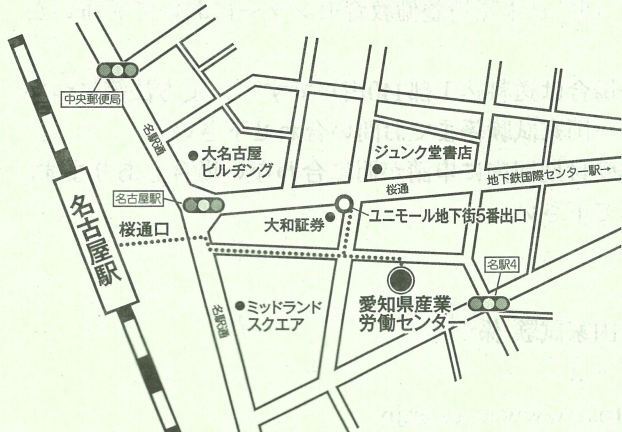 中央郵便局
名駅通
大名古屋
ビルヂング
ジュンク堂書店
桜通
地下鉄国際センター駅→
名古屋駅
名古屋駅
桜通口
大和証券
ユニモール地下街5番出口
名駅4
ミッドランド
スクエア
名駅通
愛知県産業
労働センター